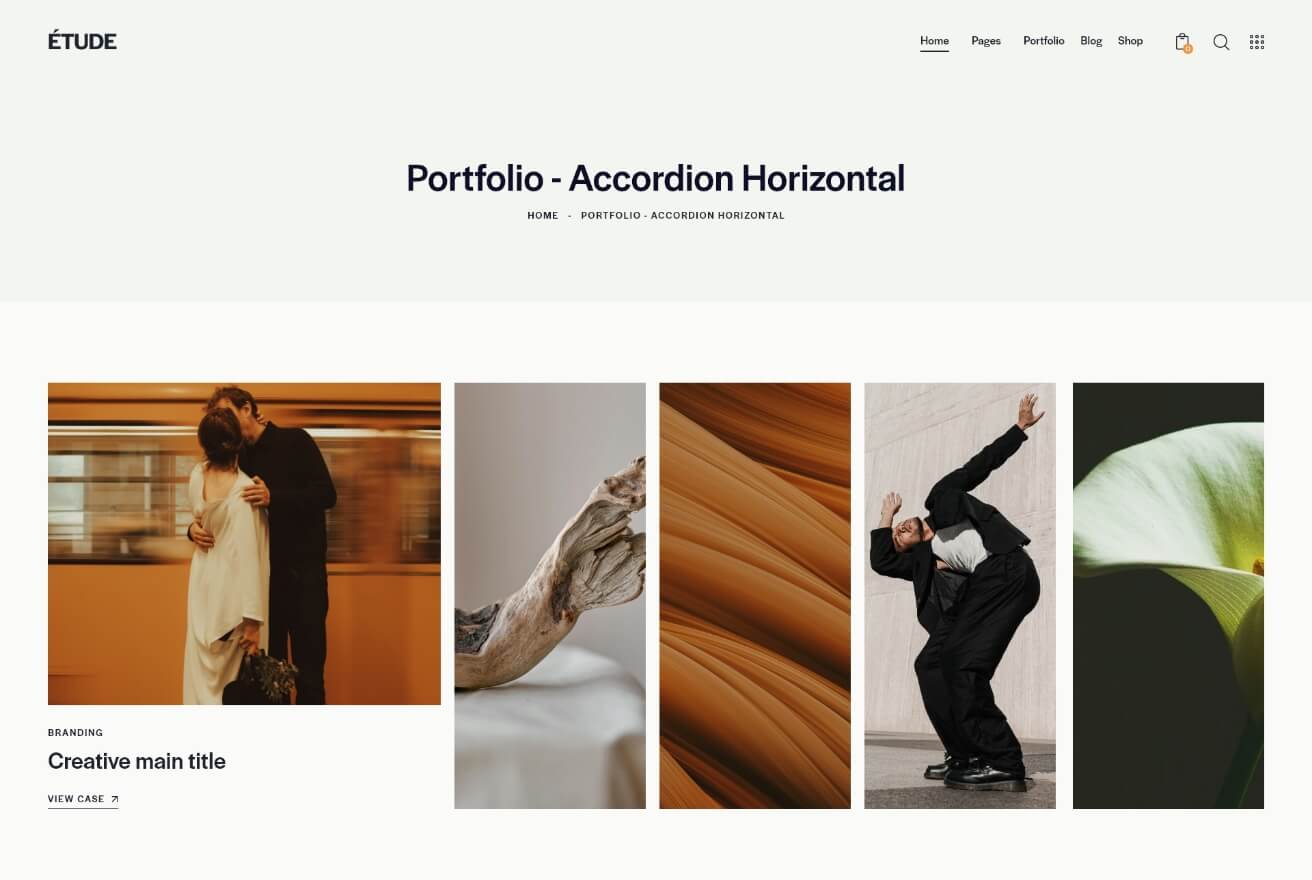 ÉTUDE
Home Pages Portfolio Blog Shop
0
Portfolio - Accordion Horizontal
HOME - PORTFOLIO - ACCORDION HORIZONTAL
BRANDING
Creative main title
VIEW CASE